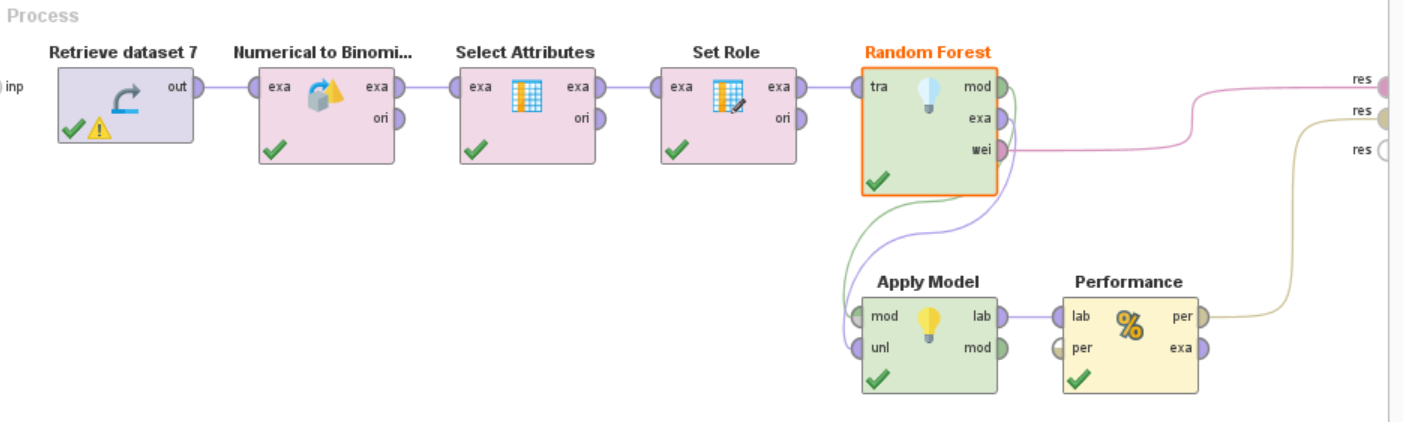 Process
Retrieve dataset 7 Numerical to Binomi... Select Attributes Set Role Random Forest
inp out exa exa exa exa exa exa tra mod res
ori ori ori exa res
wei res
Apply Model Performance
mod lab lab per
unl mod per exa
%